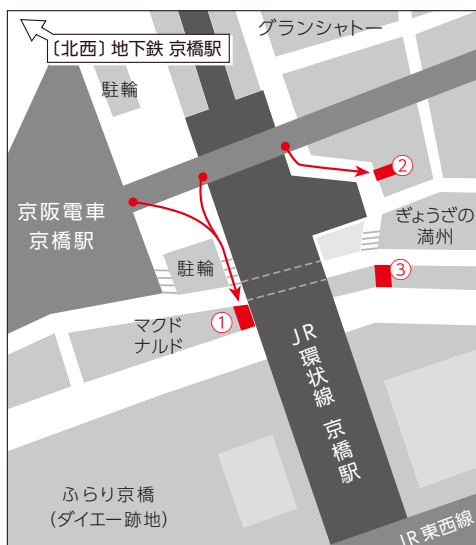 〔北西〕地下鉄 京橋駅
グランシャトー
駐輪
②
京阪電車
京橋駅
ぎょうざの
満州
駐輪
③
①
マクド
ナルド
JR環状線 京橋駅
ふらり京橋
(ダイエー跡地)
JR東西線